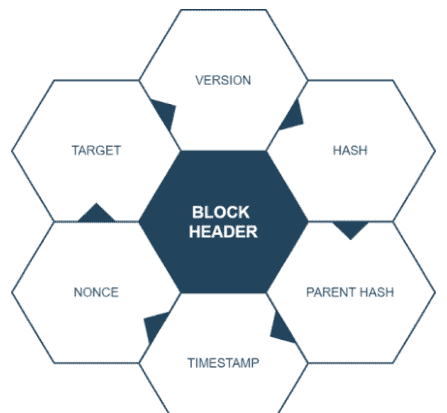 VERSION
TARGET
HASH
BLOCK
HEADER
NONCE
PARENT HASH
TIMESTAMP